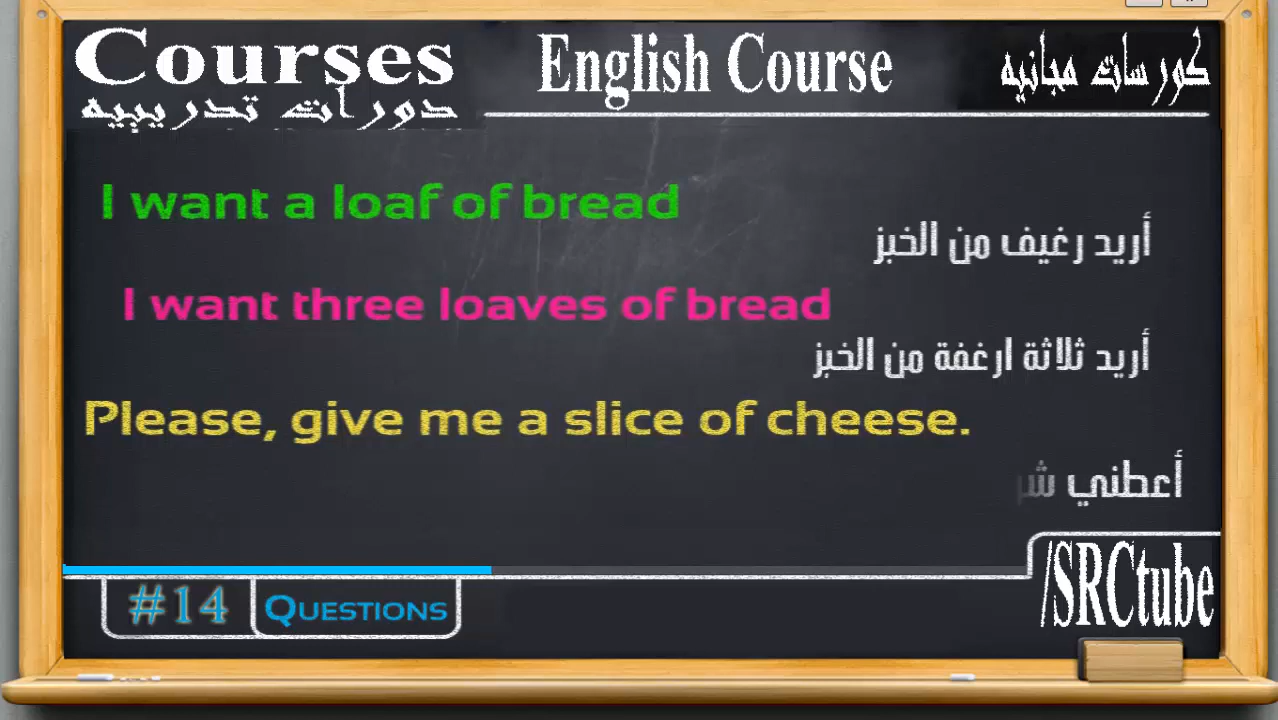 Courses
دورات تدريبيه
English Course
كورسات مجانيه
I want a loaf of bread
أريد رغيف من الخبز
I want three loaves of bread
أريد ثلاثة ارغفة من الخبز
Please, give me a slice of cheese.
أعطني
#14
Questions
/SRCtube